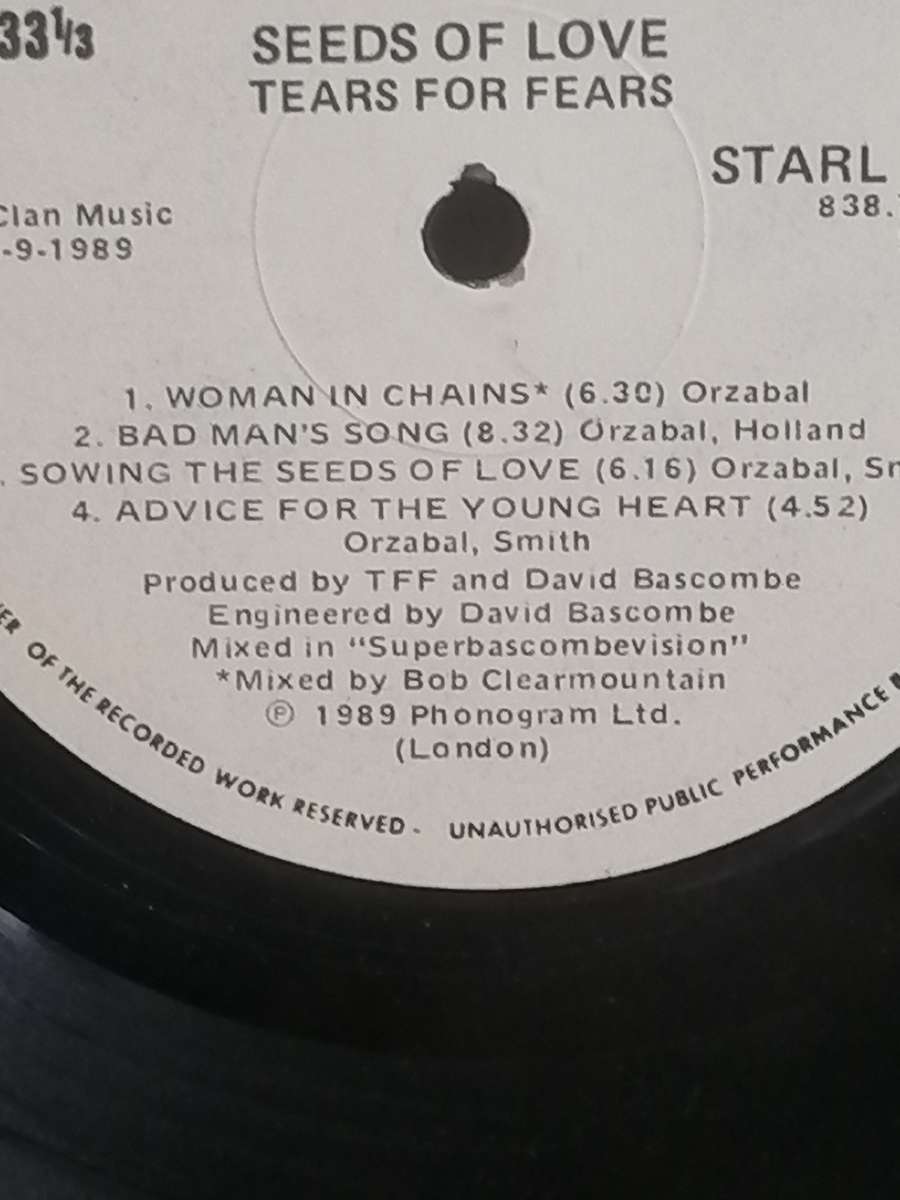 33⅓
SEEDS OF LOVE
TEARS FOR FEARS
STARL
838.
Clan Music
-9-1989
1. WOMAN IN CHAINS* (6.30) Orzabal
2. BAD MAN'S SONG (8.32) Orzabal, Holland
. SOWING THE SEEDS OF LOVE (6.16) Orzabal,
4. ADVICE FOR THE YOUNG HEART (4.52)
Orzabal, Smith
Produced by TFF and David Bascombe
Engineered by David Bascombe
Mixed in “Superbascombevision”
*Mixed by Bob Clearmountain
℗ 1989 Phonogram Ltd.
(London)
OF THE RECORDED WORK RESERVED - UNAUTHORISED PUBLIC PERFORMANCE